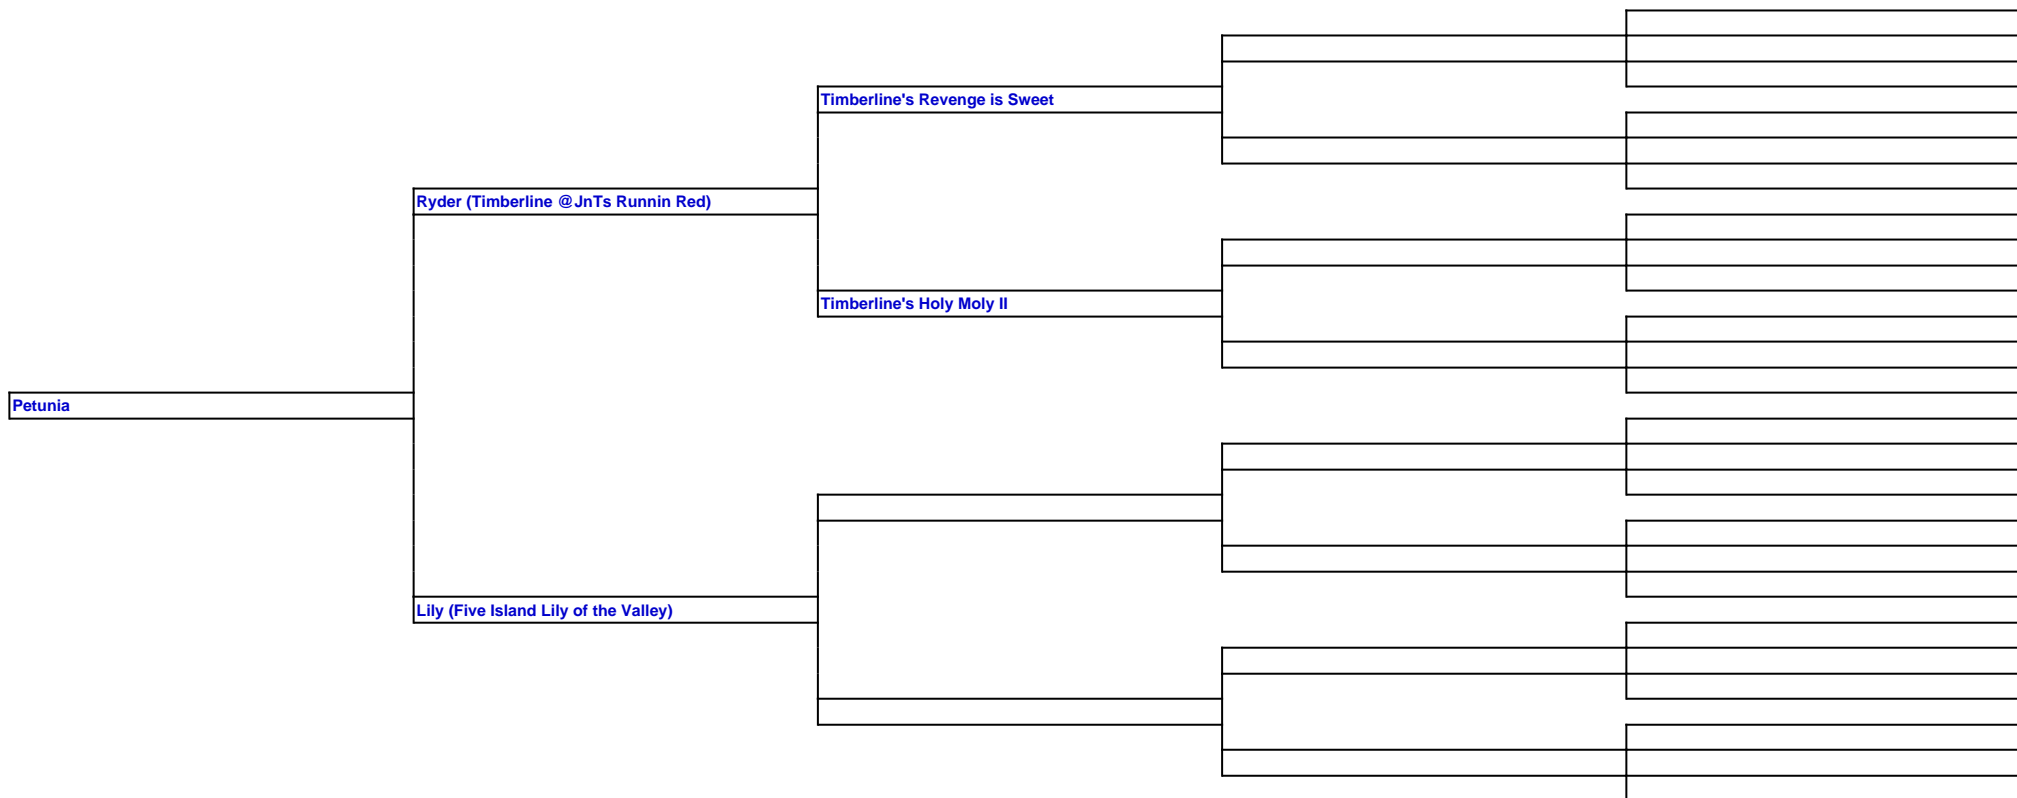 Timberline's Revenge is Sweet
Ryder (Timberline @JnTs Runnin Red)
Timberline's Holy Moly II
Petunia
Lily (Five Island Lily of the Valley)